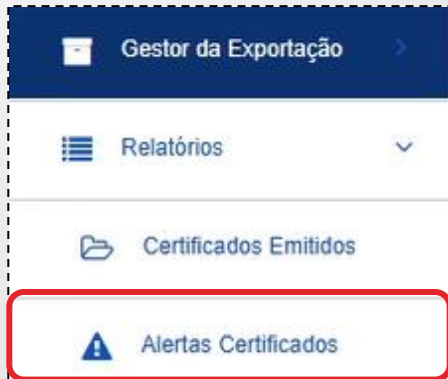 Gestor da Exportação
Relatórios
Certificados Emitidos
Alertas Certificados